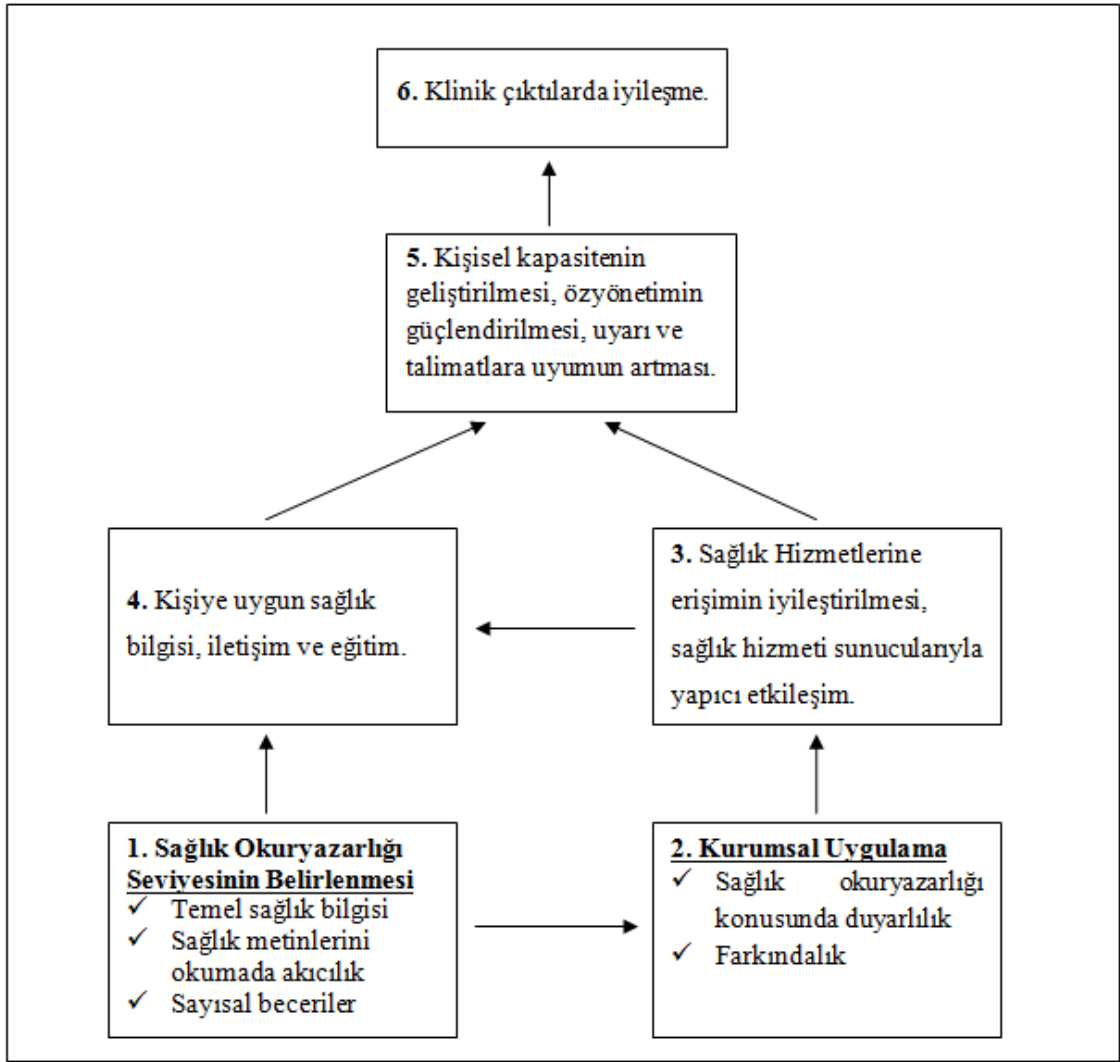 6. Klinik çıktılarda iyileşme.
5. Kişisel kapasitenin
geliştirilmesi, özyönetimin
güçlendirilmesi, uyarı ve
talimatlara uyumun artması.
4. Kişiye uygun sağlık
bilgisi, iletişim ve eğitim.
3. Sağlık Hizmetlerine
erişimin iyileştirilmesi,
sağlık hizmeti sunucularıyla
yapıcı etkileşim.
1. Sağlık Okuryazarlığı
Seviyesinin Belirlenmesi
✓ Temel sağlık bilgisi
✓ Sağlık metinlerini
okumada akıcılık
✓ Sayısal beceriler
2. Kurumsal Uygulama
✓ Sağlık okuryazarlığı
konusunda duyarlılık
✓ Farkındalık